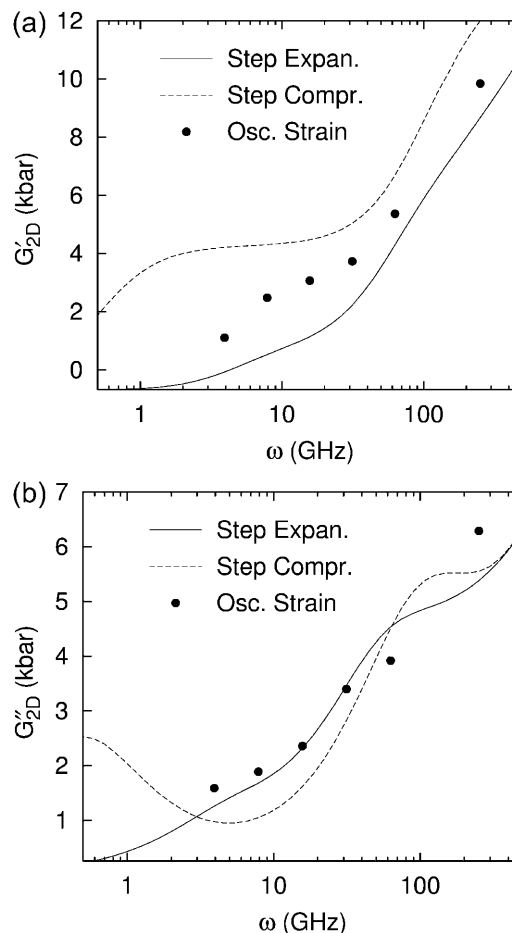 (a)
12
10
8
6
4
2
0
G′2D (kbar)
Step Expan.
Step Compr.
Osc. Strain
1
10
100
ω (GHz)
(b)
7
6
5
4
3
2
1
G″2D (kbar)
Step Expan.
Step Compr.
Osc. Strain
1
10
100
ω (GHz)